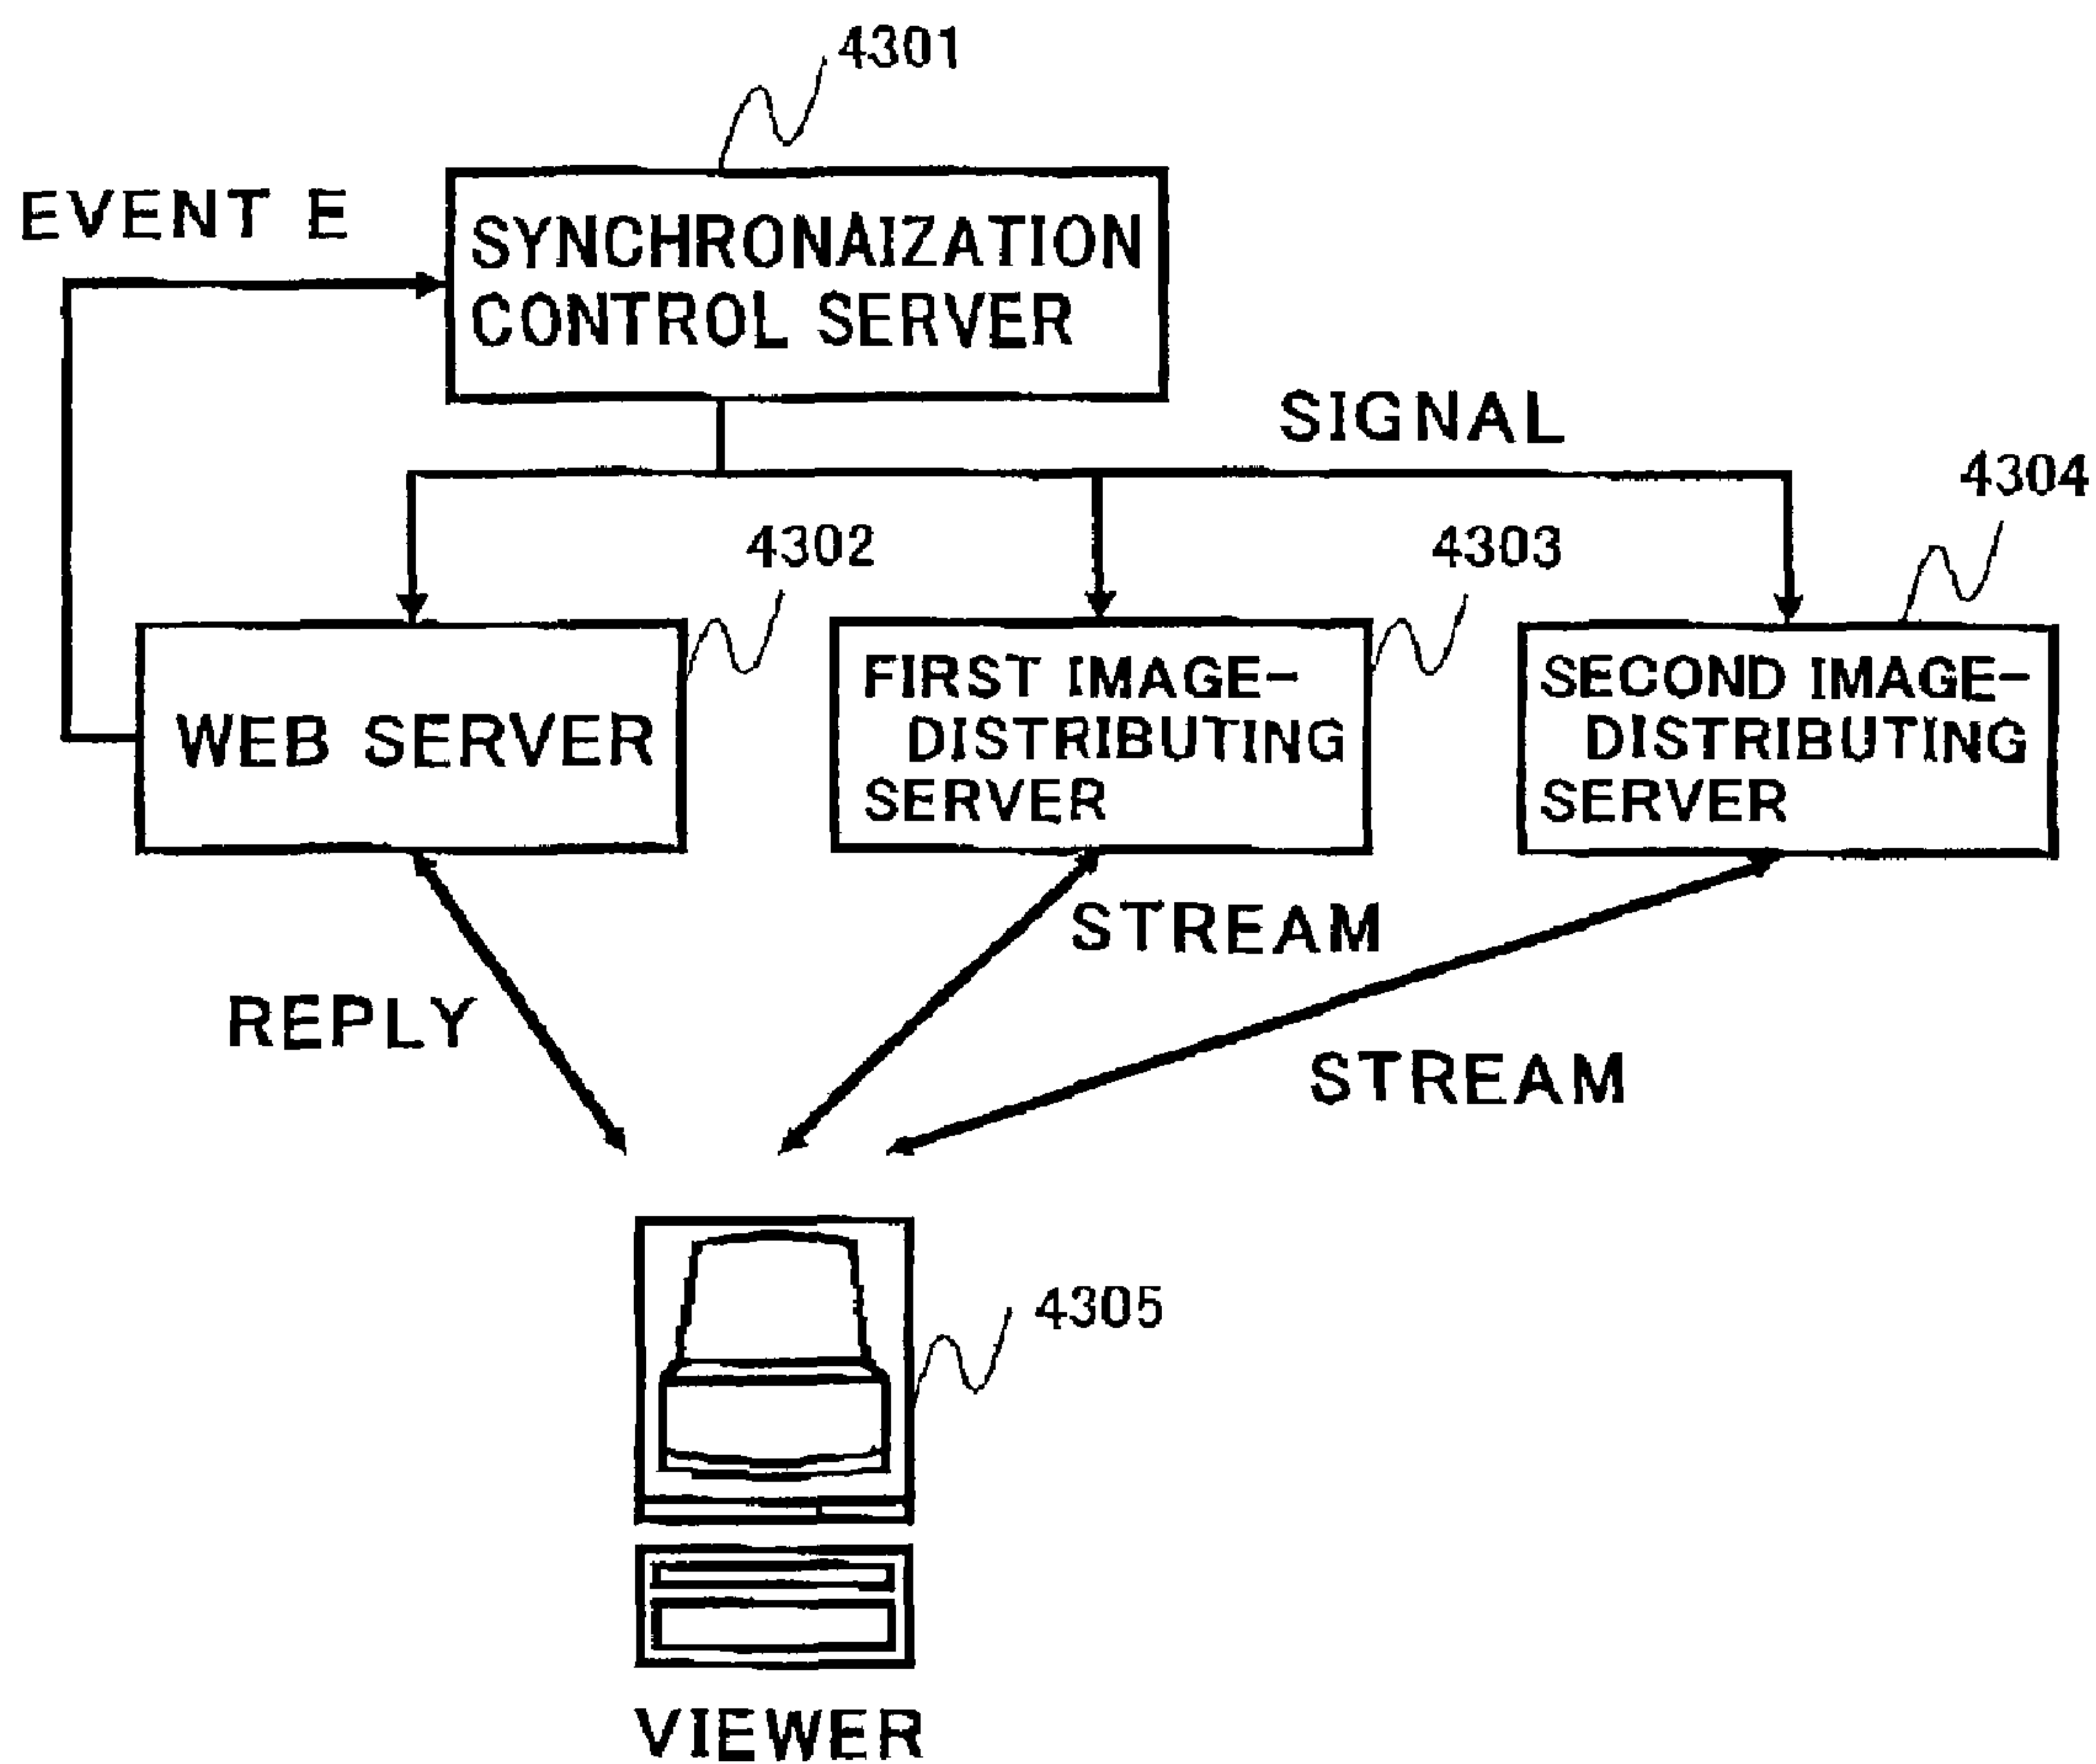 4301
EVENT E
SYNCHRONAIZATION
CONTROL SERVER
SIGNAL
4304
4302
4303
WEB SERVER
FIRST IMAGE-
DISTRIBUTING
SERVER
SECOND IMAGE-
DISTRIBUTING
SERVER
STREAM
REPLY
STREAM
4305
VIEWER